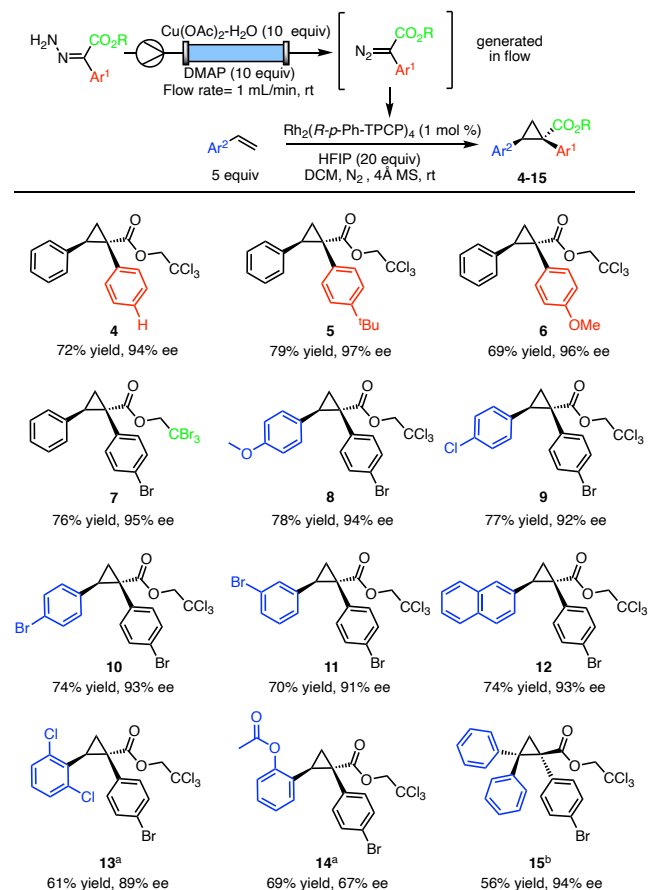 Cu(OAc)2-H2O (10 equiv)
H2N
N
CO2R
Ar1
DMAP (10 equiv)
Flow rate= 1 mL/min, rt
N2
CO2R
Ar1
generated
in flow
Ar2
5 equiv
Rh2(R-p-Ph-TPCP)4 (1 mol %)
HFIP (20 equiv)
DCM, N2 , 4Å MS, rt
CO2R
Ar2
Ar1
4-15
O
O
CCl3
H
4
72% yield, 94% ee
O
O
CCl3
tBu
5
79% yield, 97% ee
O
O
CCl3
OMe
6
69% yield, 96% ee
O
O
CBr3
Br
7
76% yield, 95% ee
O
O
CCl3
O
Br
8
78% yield, 94% ee
O
O
CCl3
Cl
Br
9
77% yield, 92% ee
O
O
CCl3
Br
Br
10
74% yield, 93% ee
O
O
CCl3
Br
Br
11
70% yield, 91% ee
O
O
CCl3
Br
12
74% yield, 93% ee
Cl
O
O
CCl3
Cl
Br
13a
61% yield, 89% ee
O
O
O
O
CCl3
Br
14a
69% yield, 67% ee
O
O
CCl3
Br
15b
56% yield, 94% ee